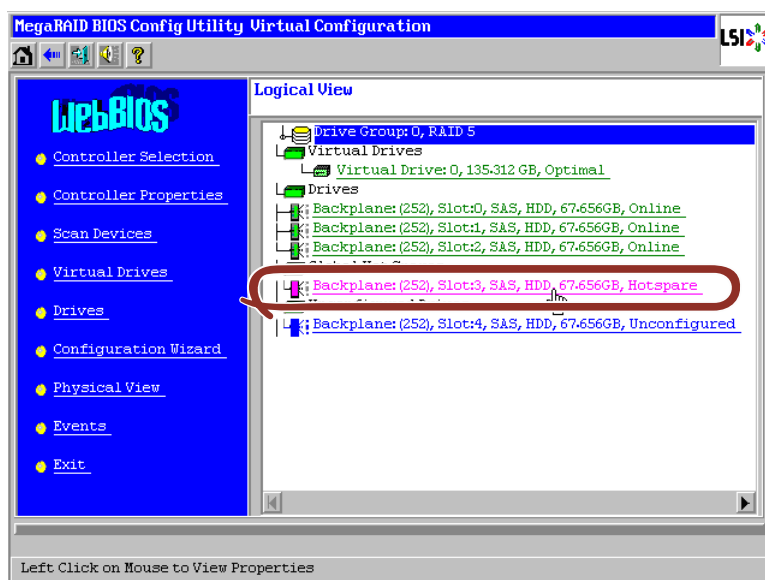 MegaRAID BIOS Config Utility Virtual Configuration
LSI
WebBIOS
Controller Selection
Controller Properties
Scan Devices
Virtual Drives
Drives
Configuration Wizard
Physical View
Events
Exit
Logical View
Drive Group: 0, RAID 5
Virtual Drives
Virtual Drive: 0, 135.312 GB, Optimal
Drives
Backplane: (252), Slot:0, SAS, HDD, 67.656GB, Online
Backplane: (252), Slot:1, SAS, HDD, 67.656GB, Online
Backplane: (252), Slot:2, SAS, HDD, 67.656GB, Online
Backplane: (252), Slot:3, SAS, HDD, 67.656GB, Hotspare
Backplane: (252), Slot:4, SAS, HDD, 67.656GB, Unconfigured
Left Click on Mouse to View Properties